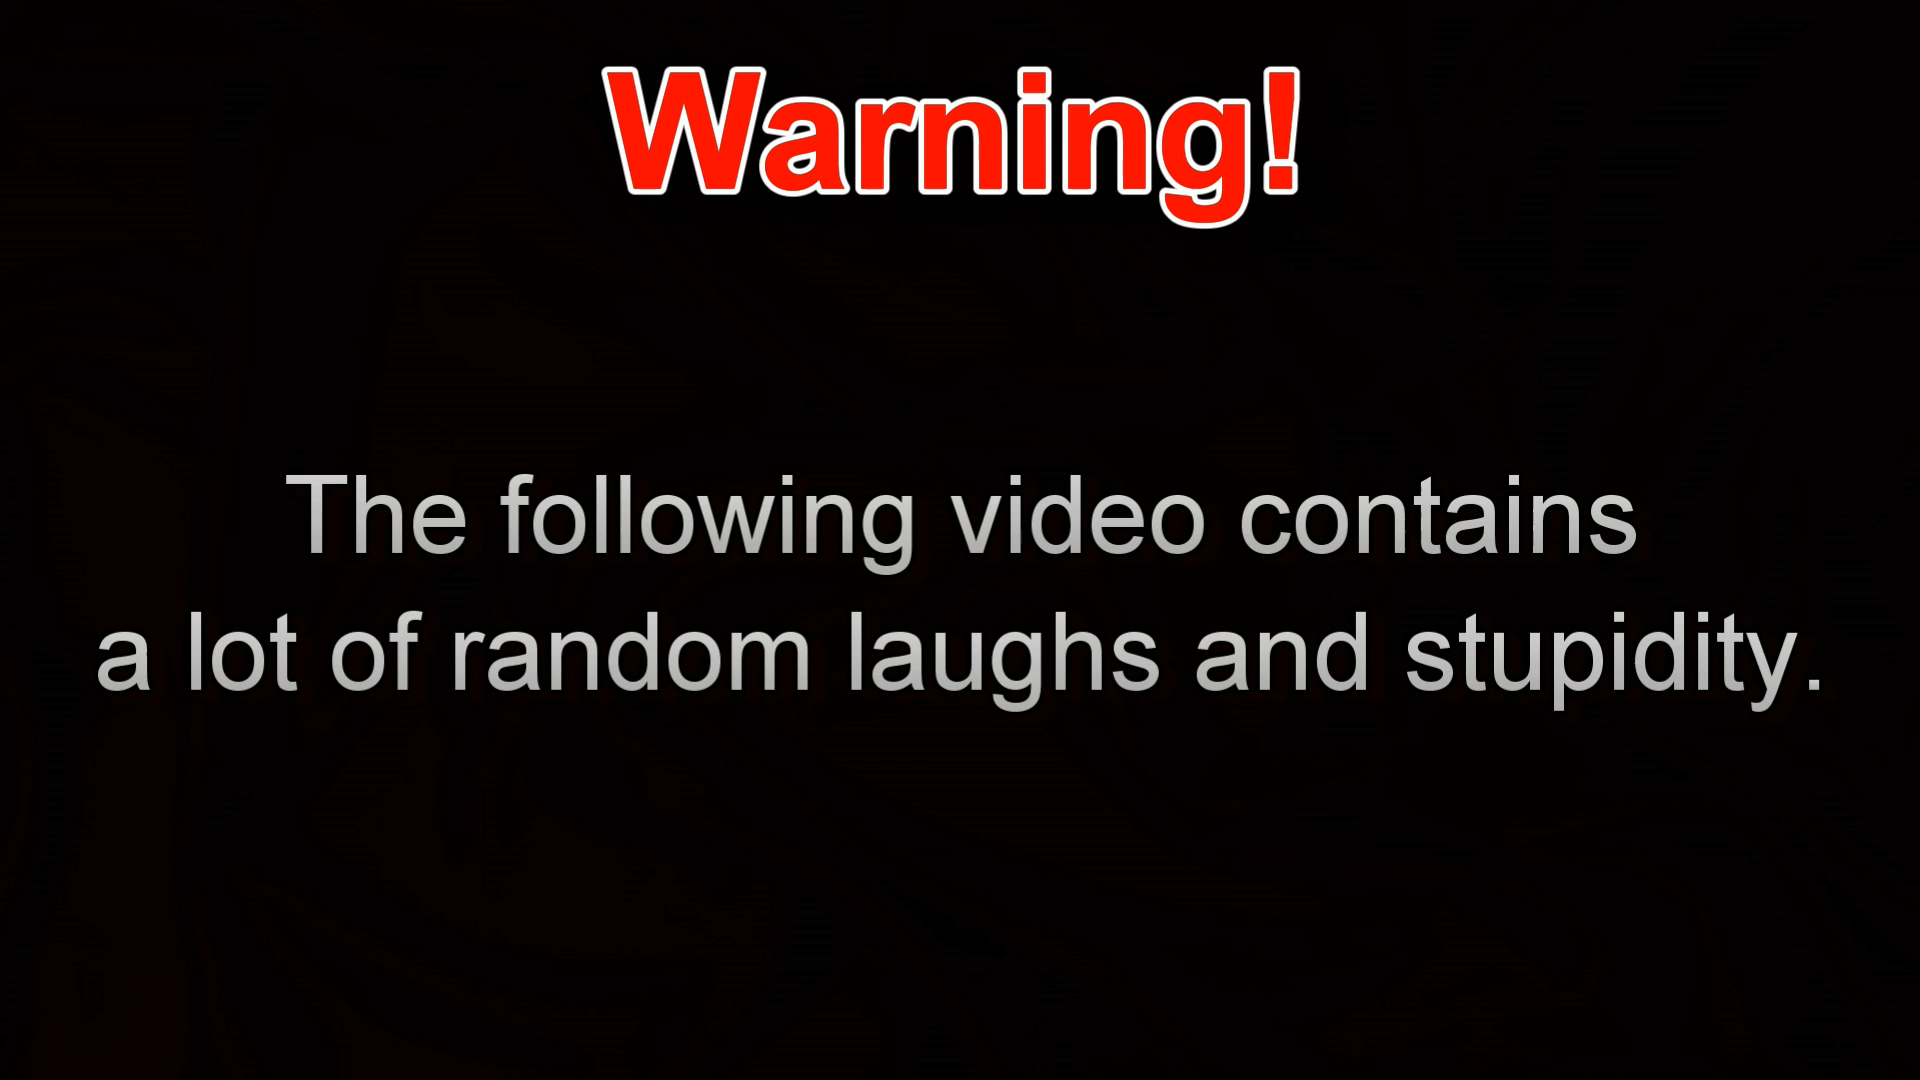 Warning!
The following video contains
a lot of random laughs and stupidity.